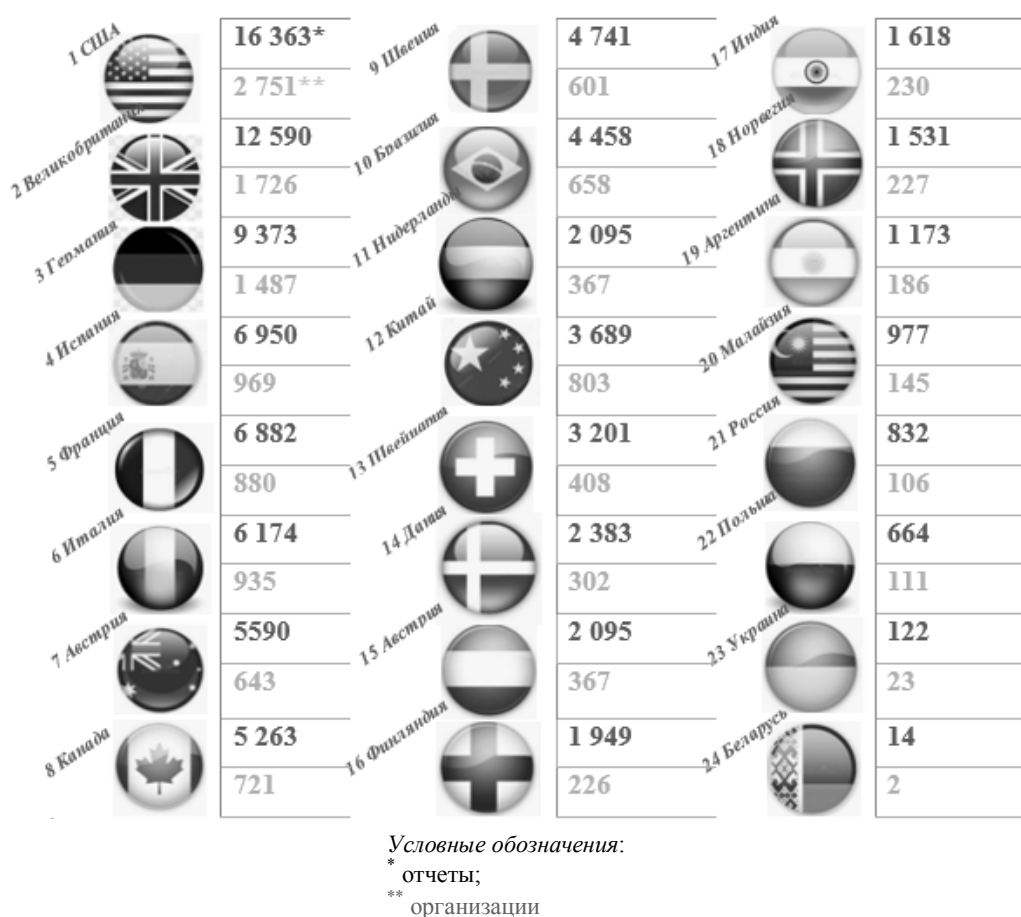 1 США
16 363*
2 751**
2 Великобритания
12 590
1 726
3 Германия
9 373
1 487
4 Испания
6 950
969
5 Франция
6 882
880
6 Италия
6 174
935
7 Австрия
5590
643
8 Канада
5 263
721
9 Швеция
4 741
601
10 Бразилия
4 458
658
11 Нидерланды
2 095
367
12 Китай
3 689
803
13 Швейцария
3 201
408
14 Дания
2 383
302
15 Австрия
2 095
367
16 Финляндия
1 949
226
17 Индия
1 618
230
18 Норвегия
1 531
227
19 Аргентина
1 173
186
20 Малайзия
977
145
21 Россия
832
106
22 Польша
664
111
23 Украина
122
23
24 Беларусь
14
2
Условные обозначения:
* отчеты;
** организации